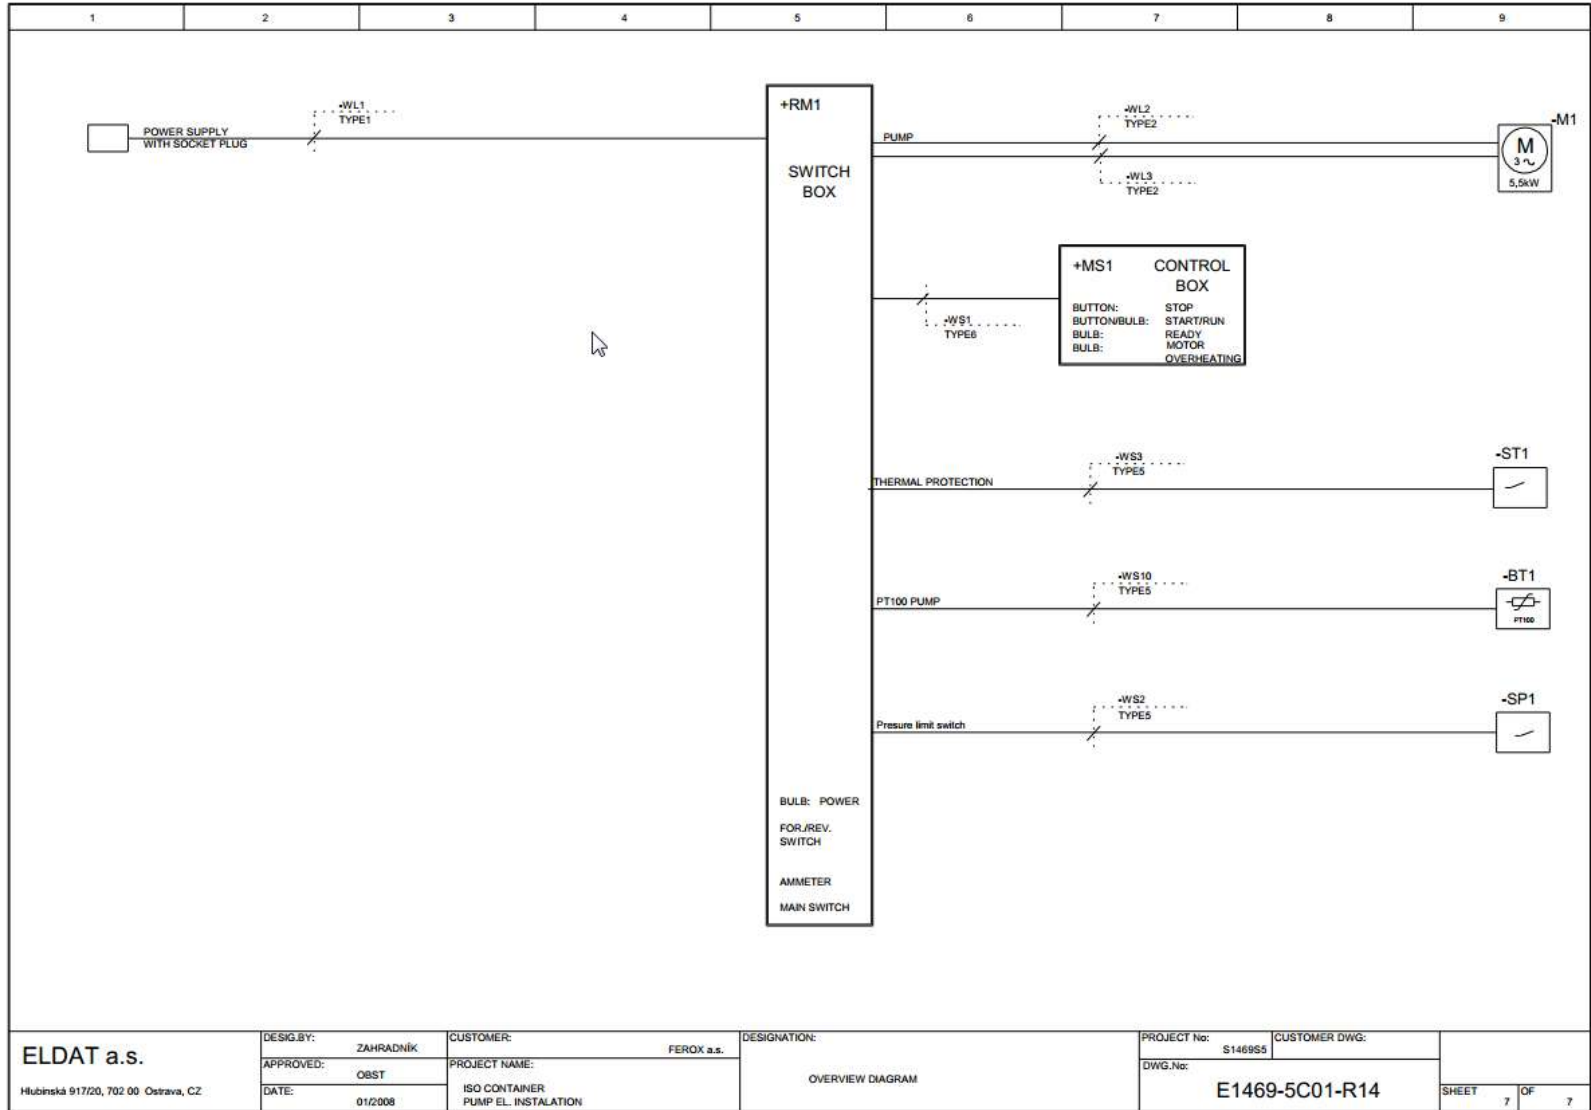 1 2 3 4 5 6 7 8 9
+RM1
SWITCH
BOX
BULB: POWER
FOR./REV.
SWITCH
AMMETER
MAIN SWITCH
-WL1
TYPE1
POWER SUPPLY
WITH SOCKET PLUG
PUMP
-WL2
TYPE2
-WL3
TYPE2
-M1
M
3 ~
5,5kW
-WS1
TYPE6
+MS1 CONTROL
BOX
BUTTON: STOP
BUTTON/BULB: START/RUN
BULB: READY
BULB: MOTOR
OVERHEATING
THERMAL PROTECTION
-WS3
TYPE5
-ST1
PT100 PUMP
-WS10
TYPE5
-BT1
PT100
Presure limit switch
-WS2
TYPE5
-SP1
ELDAT a.s.
Hlubinská 917/20, 702 00 Ostrava, CZ
DESIG.BY: ZAHRADNÍK
APPROVED: OBST
DATE: 01/2008
CUSTOMER: FEROX a.s.
PROJECT NAME:
ISO CONTAINER
PUMP EL. INSTALATION
DESIGNATION:
OVERVIEW DIAGRAM
PROJECT No: S1469S5
CUSTOMER DWG:
DWG.No:
E1469-5C01-R14
SHEET 7 OF 7